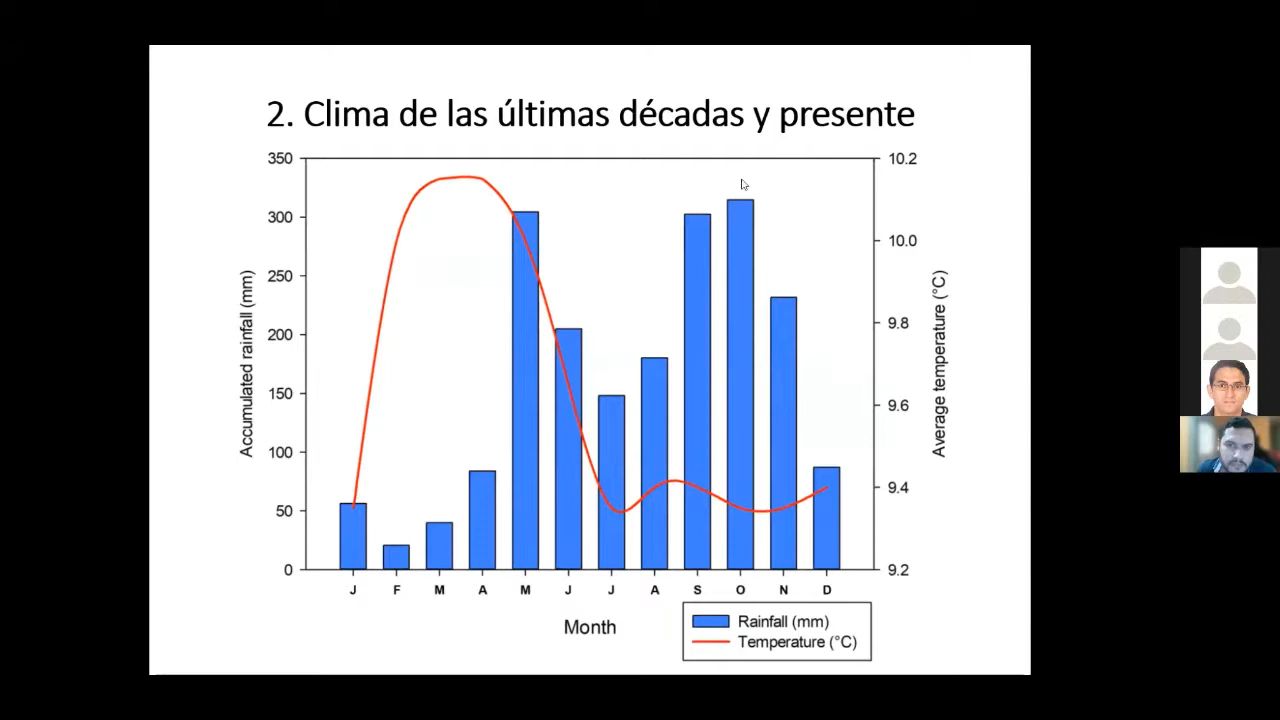 2. Clima de las últimas décadas y presente
350
300
250
200
150
100
50
0
Accumulated rainfall (mm)
10.2
10.0
9.8
9.6
9.4
9.2
Average temperature (°C)
J F M A M J J A S O N D
Month
Rainfall (mm)
Temperature (°C)